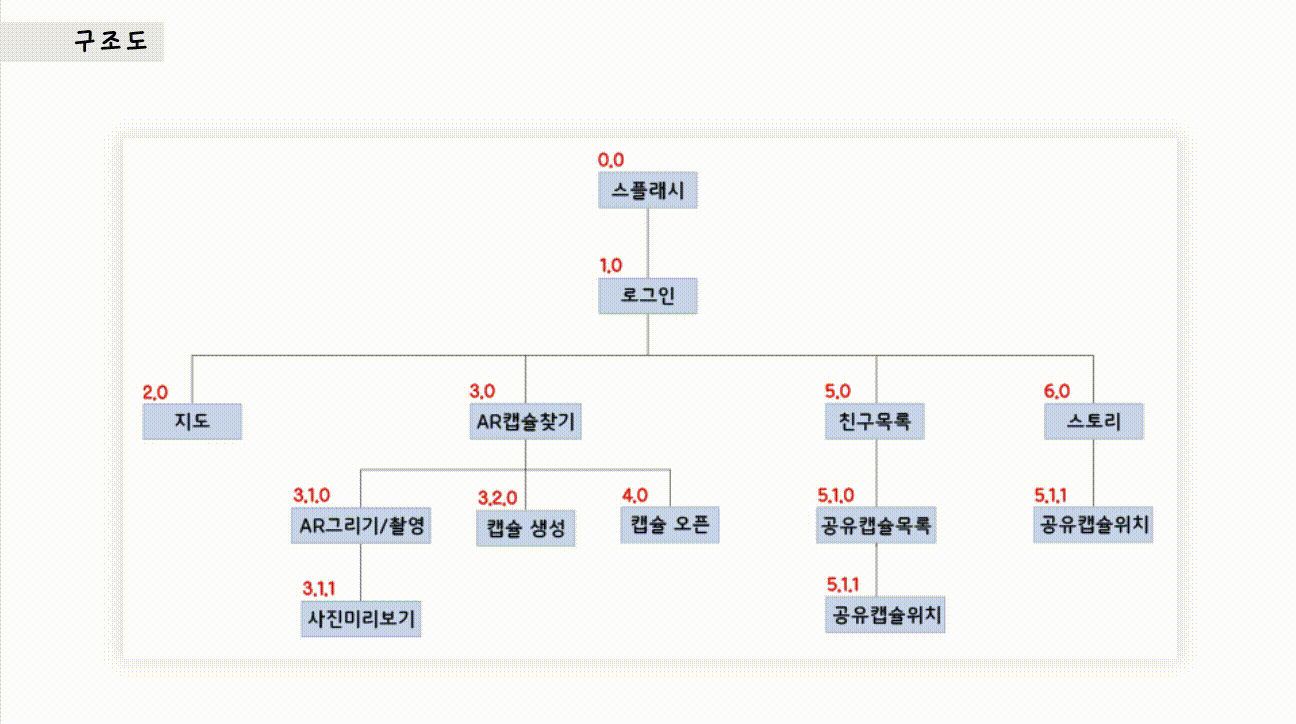 구조도
0.0
스플래시
1.0
로그인
2.0
지도
3.0
AR캡슐찾기
5.0
친구목록
6.0
스토리
3.1.0
AR그리기/촬영
3.2.0
캡슐 생성
4.0
캡슐 오픈
5.1.0
공유캡슐목록
5.1.1
공유캡슐위치
3.1.1
사진미리보기
5.1.1
공유캡슐위치